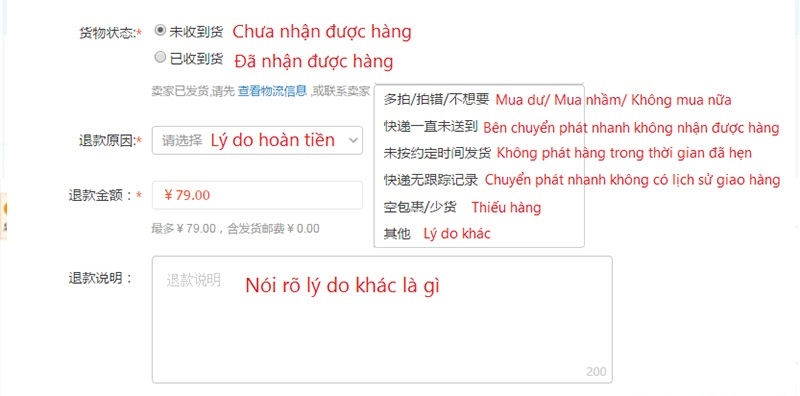 货物状态:* 未收到货 Chưa nhận được hàng
已收到货 Đã nhận được hàng
卖家已发货,请先 查看物流信息 ,或联系卖家
多拍/拍错/不想要 Mua dư/ Mua nhầm/ Không mua nữa
快递一直未送到 Bên chuyển phát nhanh không nhận được hàng
退款原因:* 请选择 Lý do hoàn tiền
未按约定时间发货 Không phát hàng trong thời gian đã hẹn
快递无跟踪记录 Chuyển phát nhanh không có lịch sử giao hàng
退款金额：* ￥79.00
空包裹/少货 Thiếu hàng
最多￥79.00，含发货邮费￥0.00
其他 Lý do khác
退款说明：
退款说明 Nói rõ lý do khác là gì
200